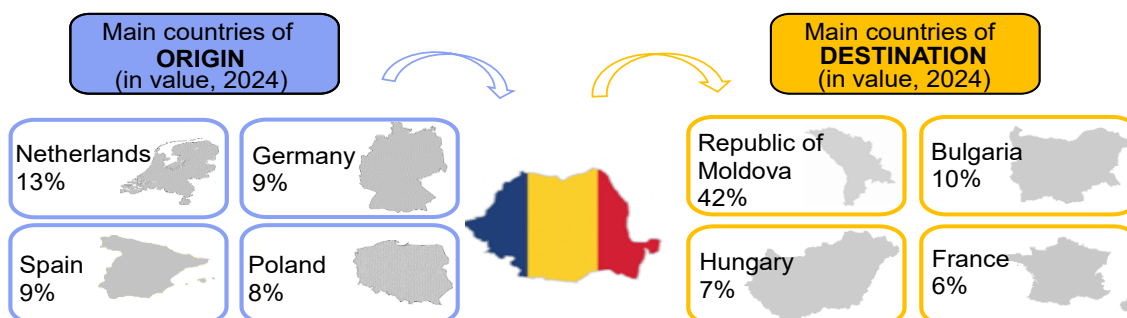 Main countries of
ORIGIN
(in value, 2024)
Main countries of
DESTINATION
(in value, 2024)
Netherlands
13%
Germany
9%
Republic of
Moldova
42%
Bulgaria
10%
Spain
9%
Poland
8%
Hungary
7%
France
6%